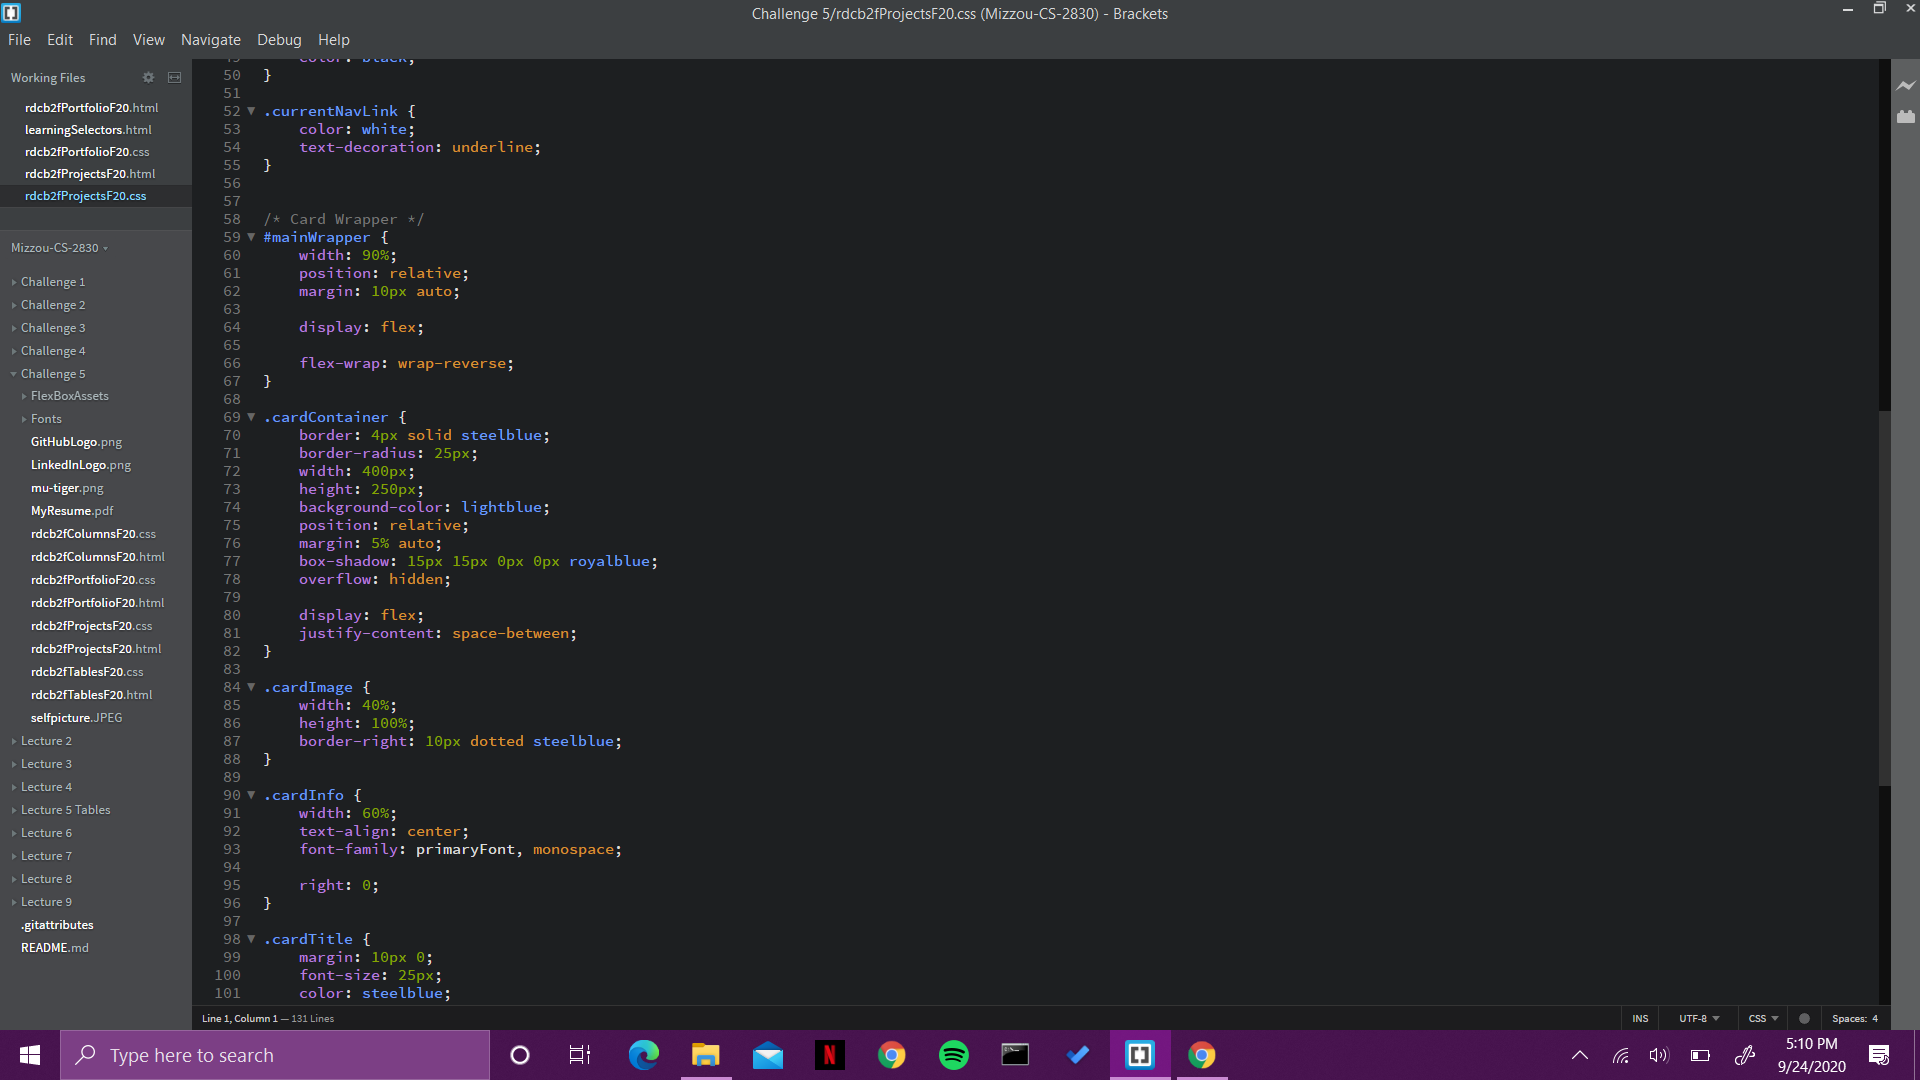 Challenge 5/rdcb2fProjectsF20.css (Mizzou-CS-2830) - Brackets
File Edit Find View Navigate Debug Help
Working Files
rdcb2fPortfolioF20.html
learningSelectors.html
rdcb2fPortfolioF20.css
rdcb2fProjectsF20.html
rdcb2fProjectsF20.css
Mizzou-CS-2830
Challenge 1
Challenge 2
Challenge 3
Challenge 4
Challenge 5
FlexBoxAssets
Fonts
GitHubLogo.png
LinkedInLogo.png
mu-tiger.png
MyResume.pdf
rdcb2fColumnsF20.css
rdcb2fColumnsF20.html
rdcb2fPortfolioF20.css
rdcb2fPortfolioF20.html
rdcb2fProjectsF20.css
rdcb2fProjectsF20.html
rdcb2fTablesF20.css
rdcb2fTablesF20.html
selfpicture.JPEG
Lecture 2
Lecture 3
Lecture 4
Lecture 5 Tables
Lecture 6
Lecture 7
Lecture 8
Lecture 9
.gitattributes
README.md
49 color: black;
50 }
51
52 .currentNavLink {
53 color: white;
54 text-decoration: underline;
55 }
56
57
58 /* Card Wrapper */
59 #mainWrapper {
60 width: 90%;
61 position: relative;
62 margin: 10px auto;
63
64 display: flex;
65
66 flex-wrap: wrap-reverse;
67 }
68
69 .cardContainer {
70 border: 4px solid steelblue;
71 border-radius: 25px;
72 width: 400px;
73 height: 250px;
74 background-color: lightblue;
75 position: relative;
76 margin: 5% auto;
77 box-shadow: 15px 15px 0px 0px royalblue;
78 overflow: hidden;
79
80 display: flex;
81 justify-content: space-between;
82 }
83
84 .cardImage {
85 width: 40%;
86 height: 100%;
87 border-right: 10px dotted steelblue;
88 }
89
90 .cardInfo {
91 width: 60%;
92 text-align: center;
93 font-family: primaryFont, monospace;
94
95 right: 0;
96 }
97
98 .cardTitle {
99 margin: 10px 0;
100 font-size: 25px;
101 color: steelblue;
Line 1, Column 1 — 131 Lines
INS UTF-8 CSS Spaces: 4
Type here to search
N
5:10 PM
9/24/2020